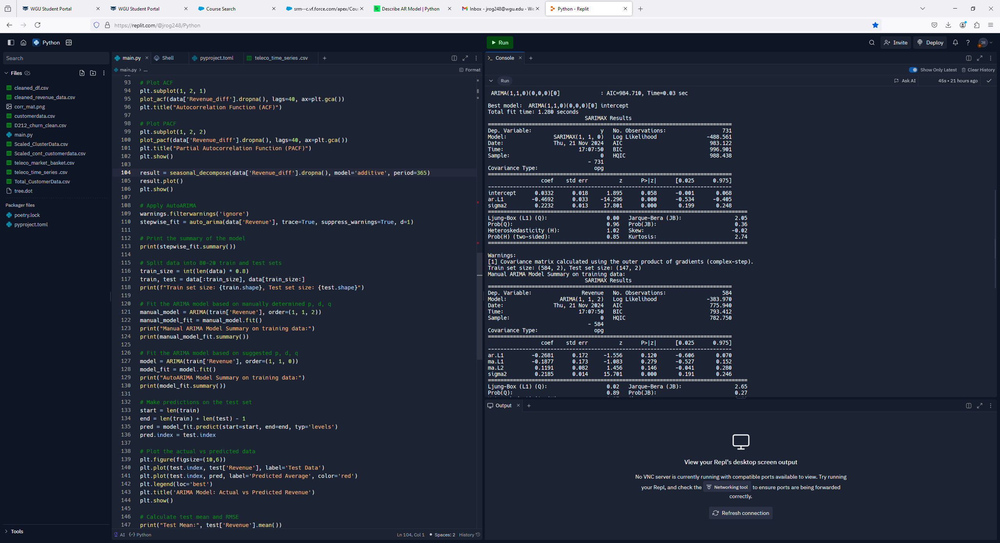 WGU Student Portal
WGU Student Portal
Course Search
srm--c.vf.force.com/apex/Cou
Describe AR Model | Python
Inbox - jrog248@wgu.edu - We
Python - Replit
https://replit.com/@jrog248/Python
Python
Run
Invite
Deploy
JR
Search
Files
cleaned_df.csv
cleaned_revenue_data.csv
corr_mat.png
customerdata.csv
D212_churn_clean.csv
main.py
Scaled_ClusterData.csv
Scaled_cont_customerdata.csv
teleco_market_basket.csv
teleco_time_series .csv
Total_CustomerData.csv
tree.dot
Packager files
poetry.lock
pyproject.toml
Tools
main.py
Shell
pyproject.toml
teleco_time_series .csv
main.py > ...
Format
93 # Plot ACF
94 plt.subplot(1, 2, 1)
95 plot_acf(data['Revenue_diff'].dropna(), lags=40, ax=plt.gca())
96 plt.title("Autocorrelation Function (ACF)")
97
98 # Plot PACF
99 plt.subplot(1, 2, 2)
100 plot_pacf(data['Revenue_diff'].dropna(), lags=40, ax=plt.gca())
101 plt.title("Partial Autocorrelation Function (PACF)")
102 plt.show()
103
104 result = seasonal_decompose(data['Revenue_diff'].dropna(), model='additive', period=365)
105 result.plot()
106 plt.show()
107
108 # Apply AutoARIMA
109 warnings.filterwarnings('ignore')
110 stepwise_fit = auto_arima(data['Revenue'], trace=True, suppress_warnings=True, d=1)
111
112 # Print the summary of the model
113 print(stepwise_fit.summary())
114
115 # Split data into 80-20 train and test sets
116 train_size = int(len(data) * 0.8)
117 train, test = data[:train_size], data[train_size:]
118 print(f"Train set size: {train.shape}, Test set size: {test.shape}")
119
120 # Fit the ARIMA model based on manually determined p, d, q
121 manual_model = ARIMA(train['Revenue'], order=(1, 1, 2))
122 manual_model_fit = manual_model.fit()
123 print("Manual ARIMA Model Summary on training data:")
124 print(manual_model_fit.summary())
125
126 # Fit the ARIMA model based on suggested p, d, q
127 model = ARIMA(train['Revenue'], order=(1, 1, 0))
128 model_fit = model.fit()
129 print("AutoARIMA Model Summary on training data:")
130 print(model_fit.summary())
131
132 # Make predictions on the test set
133 start = len(train)
134 end = len(train) + len(test) - 1
135 pred = model_fit.predict(start=start, end=end, typ='levels')
136 pred.index = test.index
137
138 # Plot the actual vs predicted data
139 plt.figure(figsize=(10,6))
140 plt.plot(test.index, test['Revenue'], label='Test Data')
141 plt.plot(test.index, pred, label='Predicted Average', color='red')
142 plt.legend(loc='best')
143 plt.title('ARIMA Model: Actual vs Predicted Revenue')
144 plt.show()
145
146 # Calculate test mean and RMSE
147 print("Test Mean:", test['Revenue'].mean())
AI
Python
Ln 104, Col 1
Spaces: 2
History
Console
Show Only Latest
Clear History
Run
Ask AI
45s • 21 hours ago
ARIMA(1,1,0)(0,0,0)[0] : AIC=984.710, Time=0.03 sec
Best model: ARIMA(1,1,0)(0,0,0)[0] intercept
Total fit time: 1.280 seconds
SARIMAX Results
==============================================================================
Dep. Variable: y No. Observations: 731
Model: SARIMAX(1, 1, 0) Log Likelihood -488.561
Date: Thu, 21 Nov 2024 AIC 983.122
Time: 17:07:50 BIC 996.901
Sample: 0 HQIC 988.438
- 731
Covariance Type: opg
==============================================================================
coef std err z P>|z| [0.025 0.975]
------------------------------------------------------------------------------
intercept 0.0332 0.018 1.895 0.058 -0.001 0.068
ar.L1 -0.4692 0.033 -14.296 0.000 -0.534 -0.405
sigma2 0.2232 0.013 17.801 0.000 0.199 0.248
===================================================================================
Ljung-Box (L1) (Q): 0.00 Jarque-Bera (JB): 2.05
Prob(Q): 0.96 Prob(JB): 0.36
Heteroskedasticity (H): 1.02 Skew: -0.02
Prob(H) (two-sided): 0.85 Kurtosis: 2.74
===================================================================================
Warnings:
[1] Covariance matrix calculated using the outer product of gradients (complex-step).
Train set size: (584, 2), Test set size: (147, 2)
Manual ARIMA Model Summary on training data:
SARIMAX Results
==============================================================================
Dep. Variable: Revenue No. Observations: 584
Model: ARIMA(1, 1, 2) Log Likelihood -383.970
Date: Thu, 21 Nov 2024 AIC 775.940
Time: 17:07:50 BIC 793.412
Sample: 0 HQIC 782.750
- 584
Covariance Type: opg
==============================================================================
coef std err z P>|z| [0.025 0.975]
------------------------------------------------------------------------------
ar.L1 -0.2681 0.172 -1.556 0.120 -0.606 0.070
ma.L1 -0.1877 0.173 -1.083 0.279 -0.527 0.152
ma.L2 0.1191 0.082 1.456 0.146 -0.041 0.280
sigma2 0.2185 0.014 15.701 0.000 0.191 0.246
===================================================================================
Ljung-Box (L1) (Q): 0.02 Jarque-Bera (JB): 2.65
Prob(Q): 0.89 Prob(JB): 0.27
Output
View your Repl's desktop screen output
No VNC server is currently running with compatible ports available to view. Try running
your Repl, and check the Networking tool to ensure ports are being forwarded
correctly.
Refresh connection